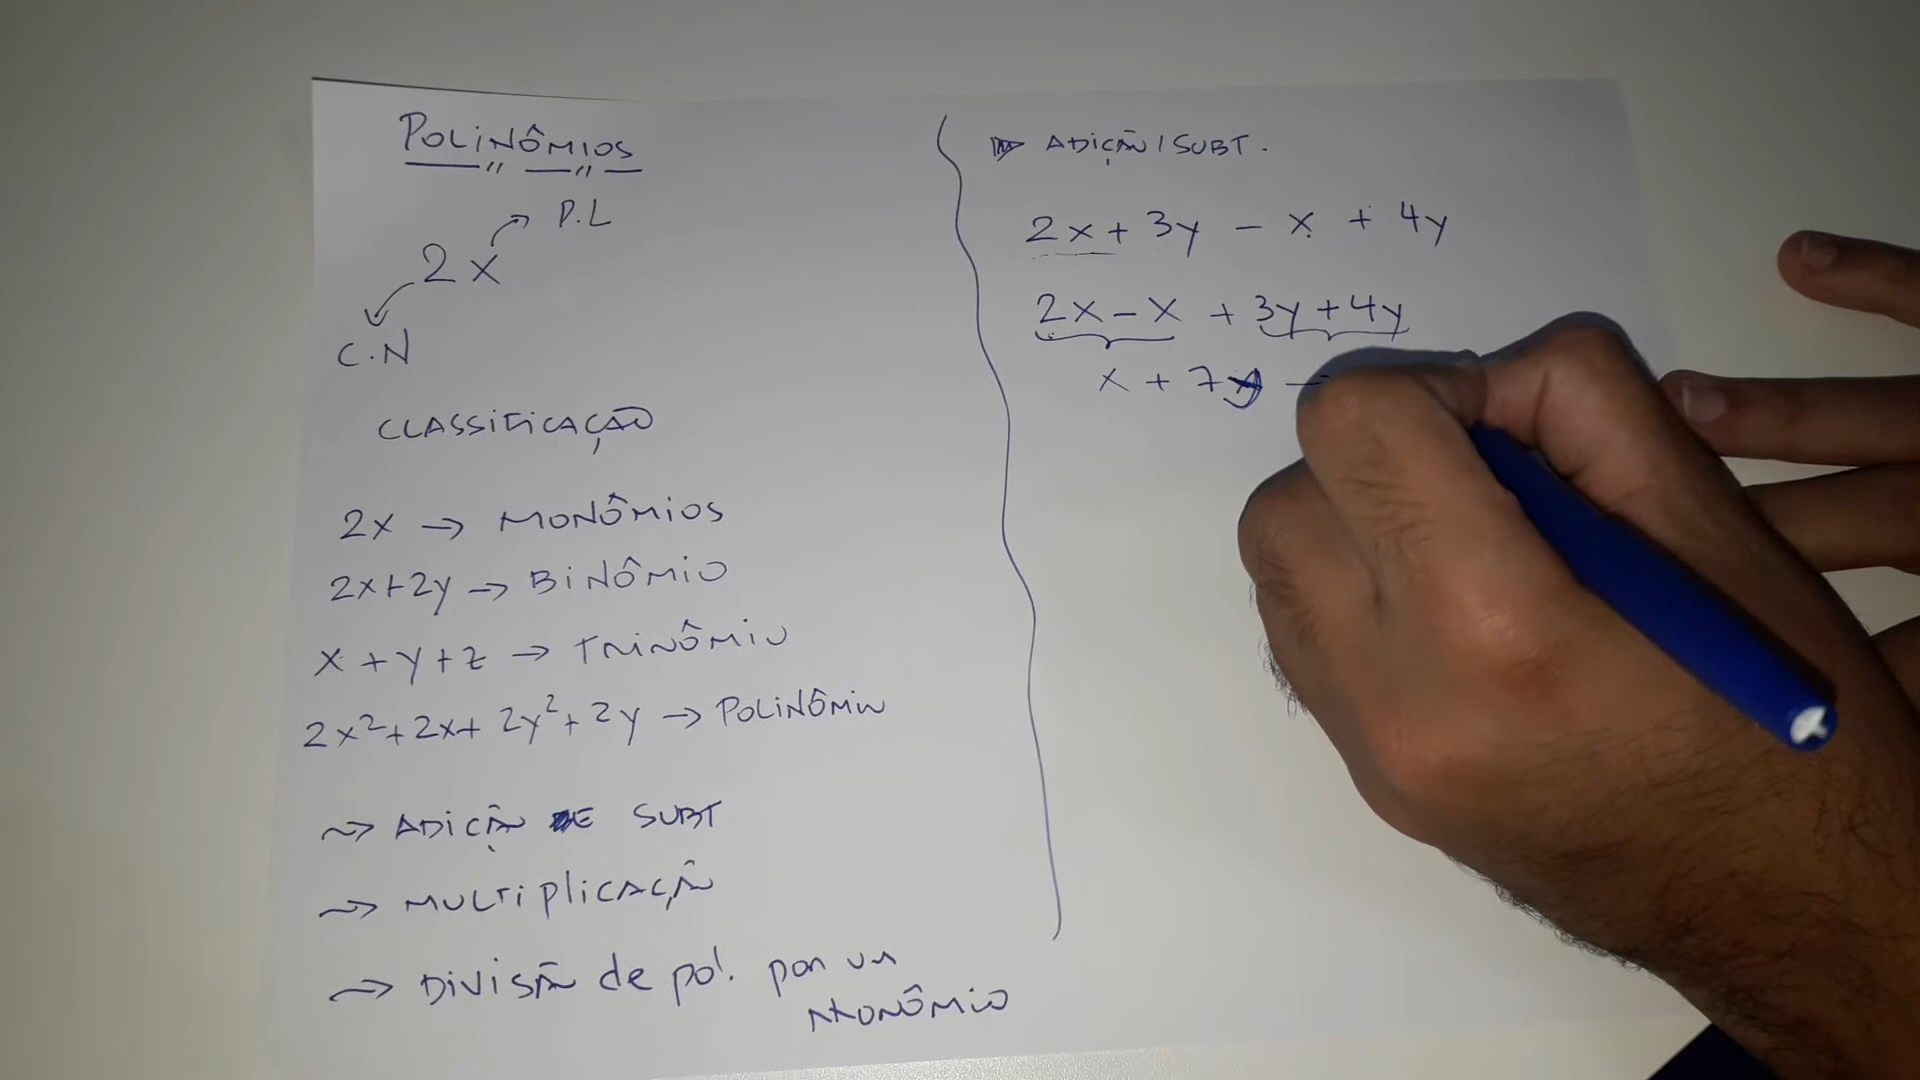 POLINÔMIOS
P.L
2x
C.N
CLASSIFICAÇÃO
2x → MONÔMIOS
2x+2y → BINÔMIO
x+y+z → TRINÔMIO
2x²+2x+ 2y²+2y → POLINÔMIO
~> ADIÇÃO E SUBT
~> MULTIPLICAÇÃO
~> DIVISÃO de pol. por um
MONÔMIO
ADIÇÃO / SUBT.
2x + 3y - x + 4y
2x - x + 3y + 4y
x + 7y